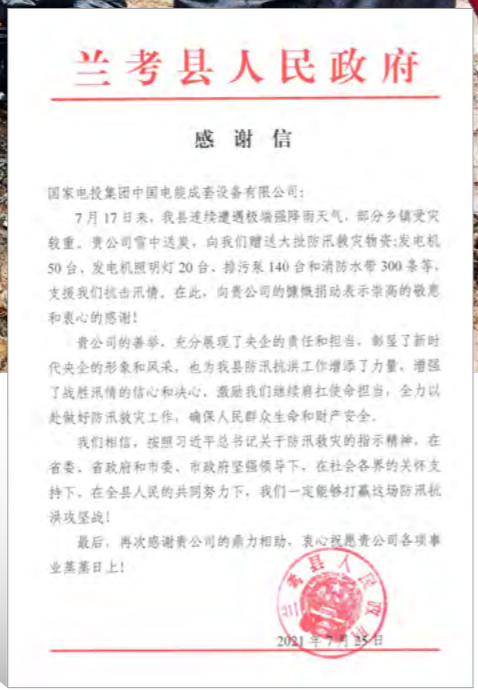 兰考县人民政府
感谢信
国家电投集团中国电能成套设备有限公司:
7月17日来，我县连续遭遇极端强降雨天气，部分乡镇受灾
较重。贵公司雪中送炭，向我们赠送大批防汛救灾物资:发电机
50台、发电机照明灯20台、排污泵140台和消防水带300条等，
支援我们抗击汛情。在此，向贵公司的慷慨捐助表示崇高的敬意
和衷心的感谢!
贵公司的善举，充分展现了央企的责任和担当，彰显了新时
代央企的形象和风采，也为我县防汛抗洪工作增添了力量，增强
了战胜汛情的信心和决心，激励我们继续肩扛使命担当，全力以
赴做好防汛救灾工作，确保人民群众生命和财产安全。
我们相信，按照习近平总书记关于防汛救灾的指示精神，在
省委、省政府和市委、市政府坚强领导下，在社会各界的关怀支
持下，在全县人民的共同努力下，我们一定能够打赢这场防汛抗
洪攻坚战!
最后，再次感谢贵公司的鼎力相助，衷心祝愿贵公司各项事
业蒸蒸日上!
兰考县人民政府
2021年7月25日